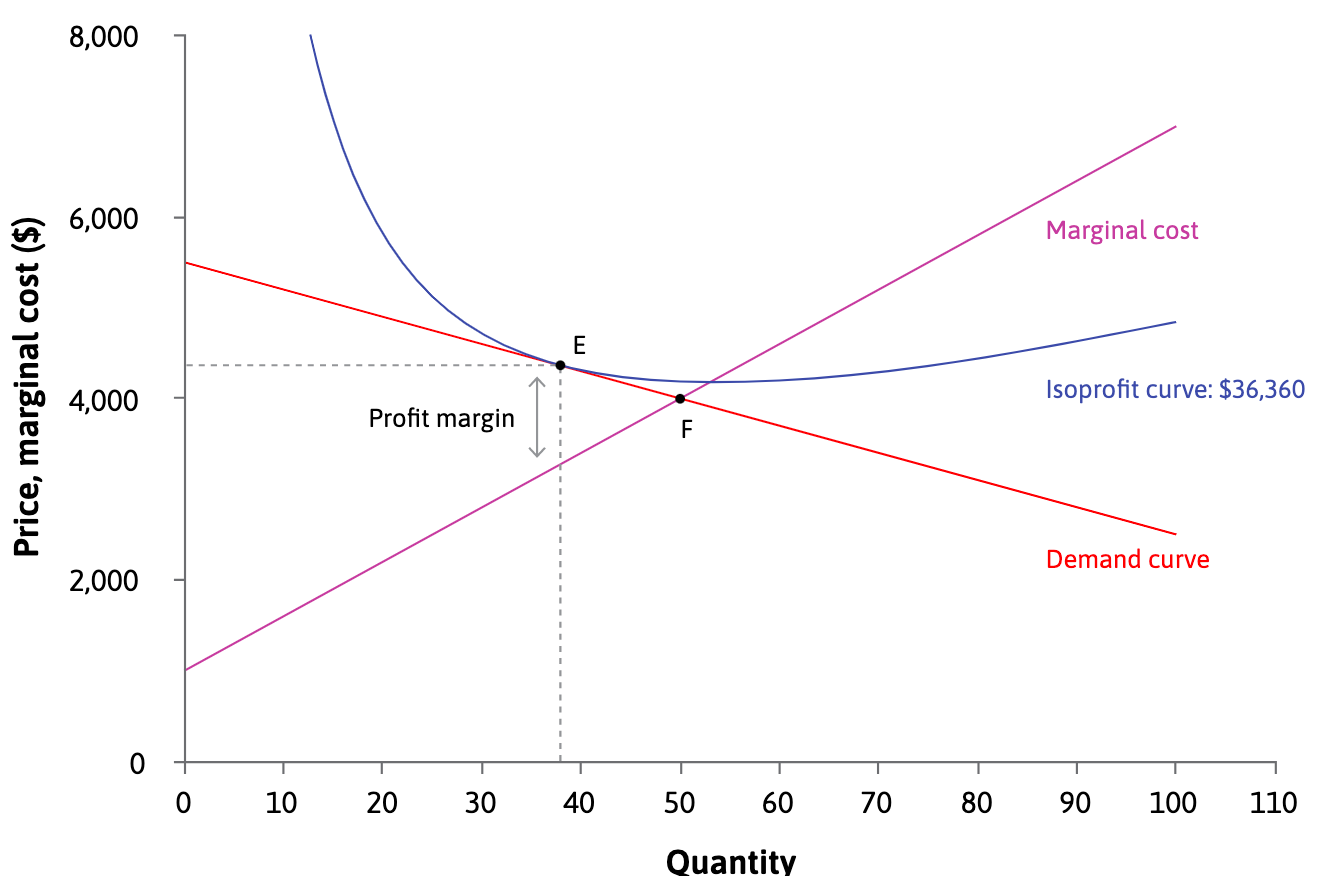 8,000
6,000
4,000
2,000
0
Price, marginal cost ($)
Marginal cost
E
Isoprofit curve: $36,360
Profit margin
F
Demand curve
0 10 20 30 40 50 60 70 80 90 100 110
Quantity